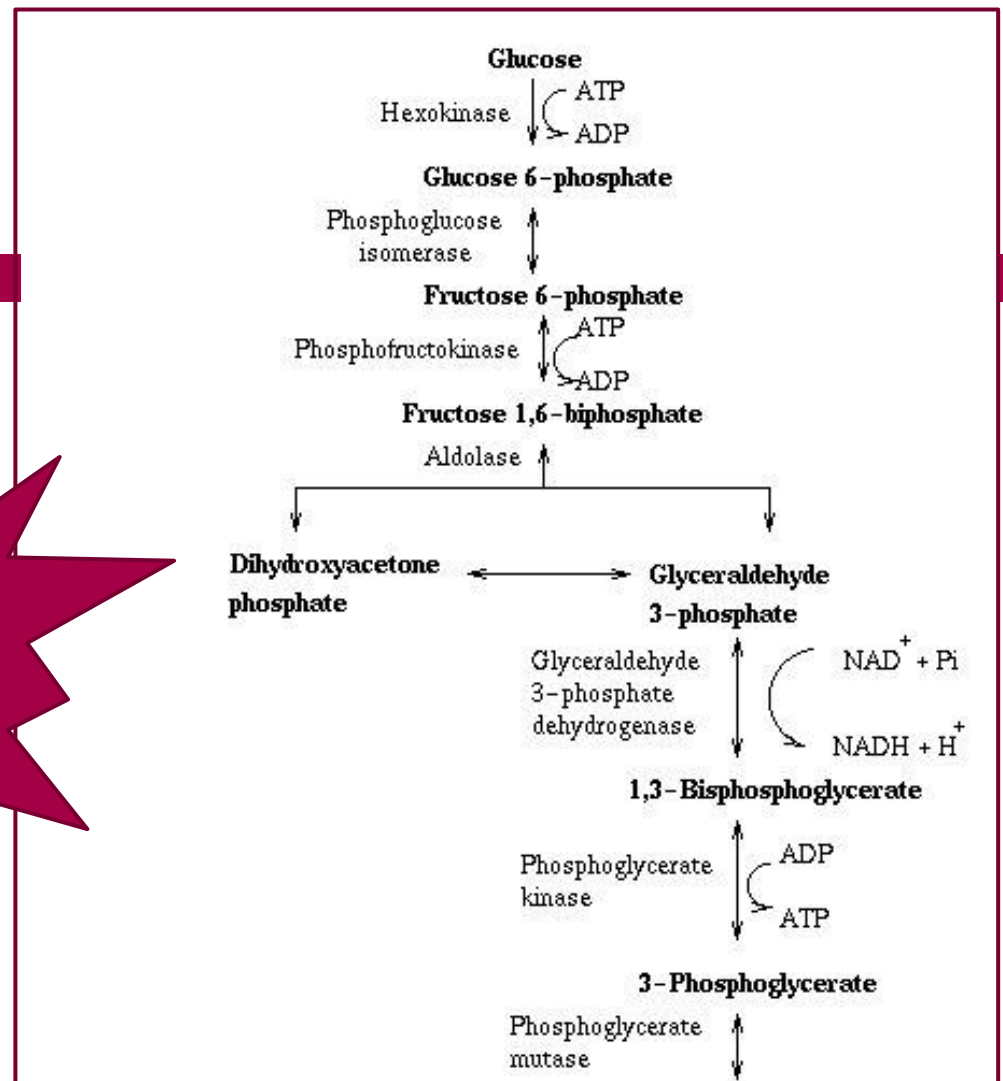 Glucose
Hexokinase
ATP
ADP
Glucose 6-phosphate
Phosphoglucose
isomerase
Fructose 6-phosphate
Phosphofructokinase
ATP
ADP
Fructose 1,6-biphosphate
Aldolase
Dihydroxyacetone
phosphate
Glyceraldehyde
3-phosphate
Glyceraldehyde
3-phosphate
dehydrogenase
NAD+ + Pi
NADH + H+
1,3-Bisphosphoglycerate
Phosphoglycerate
kinase
ADP
ATP
3-Phosphoglycerate
Phosphoglycerate
mutase